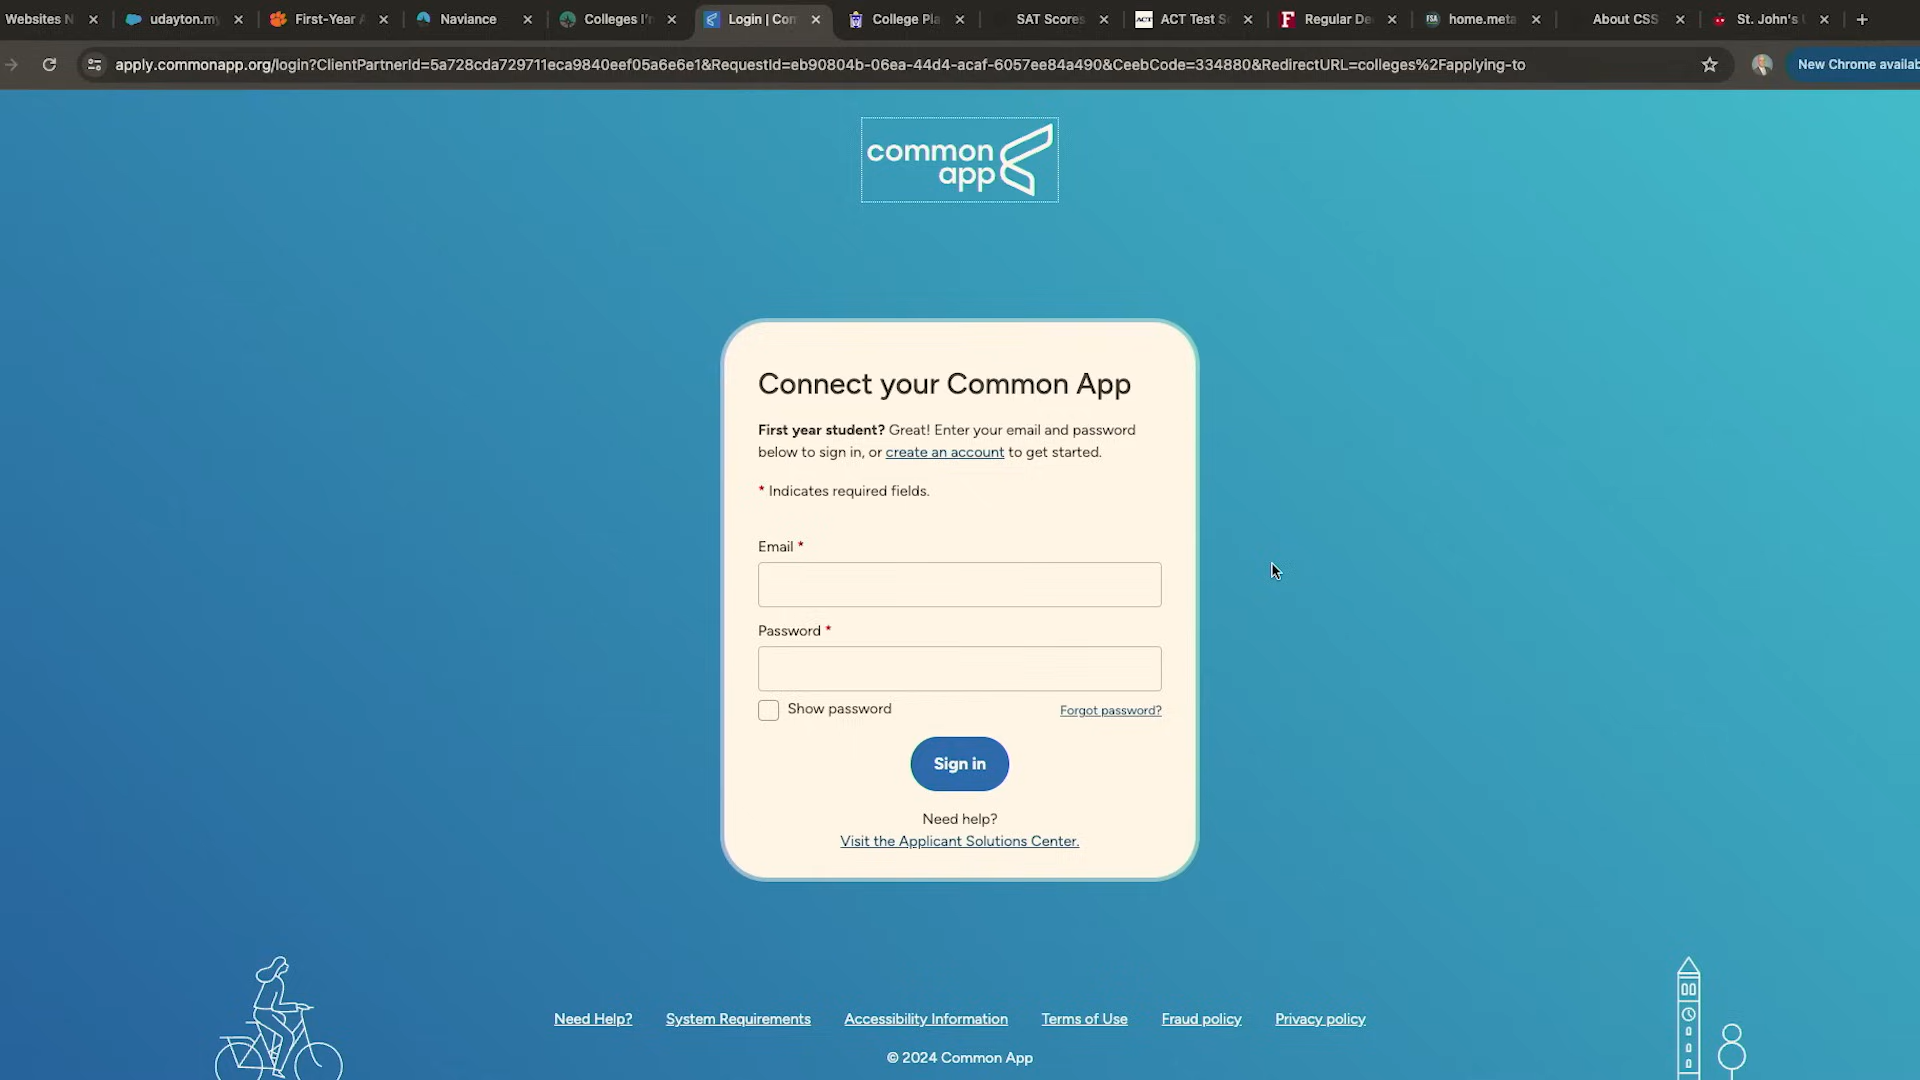 Websites N
udayton.my
First-Year A
Naviance
Colleges I'
Login | Con
College Pla
SAT Scores
ACT Test S
Regular De
home.meta
About CSS
St. John's U
apply.commonapp.org/login?ClientPartnerId=5a728cda729711eca9840eef05a6e6e1&RequestId=eb90804b-06ea-44d4-acaf-6057ee84a490&CeebCode=334880&RedirectURL=colleges%2Fapplying-to
New Chrome availab
common
app
Connect your Common App
First year student? Great! Enter your email and password
below to sign in, or create an account to get started.
* Indicates required fields.
Email *
Password *
Show password
Forgot password?
Sign in
Need help?
Visit the Applicant Solutions Center.
Need Help?
System Requirements
Accessibility Information
Terms of Use
Fraud policy
Privacy policy
© 2024 Common App